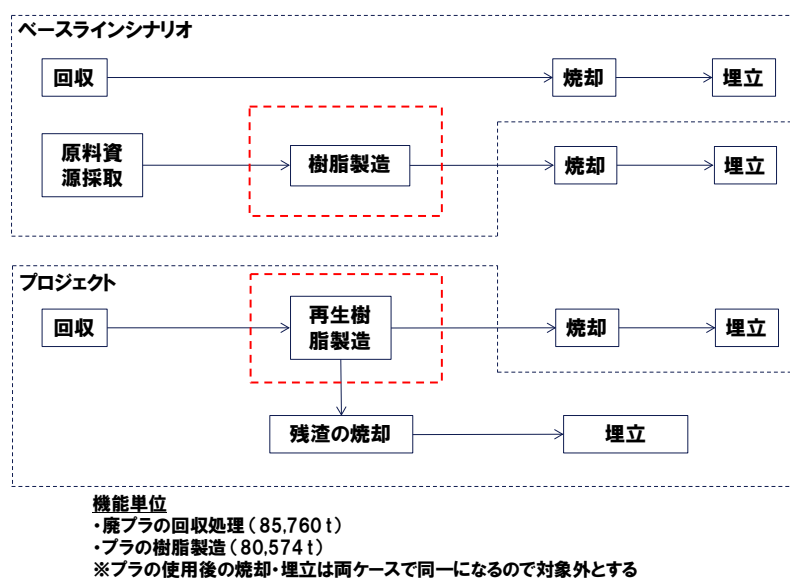 ベースラインシナリオ
回収
焼却
埋立
原料資
源採取
樹脂製造
焼却
埋立
プロジェクト
回収
再生樹
脂製造
焼却
埋立
残渣の焼却
埋立
機能単位
・廃プラの回収処理(85,760t)
・プラの樹脂製造(80,574t)
※プラの使用後の焼却・埋立は両ケースで同一になるので対象外とする